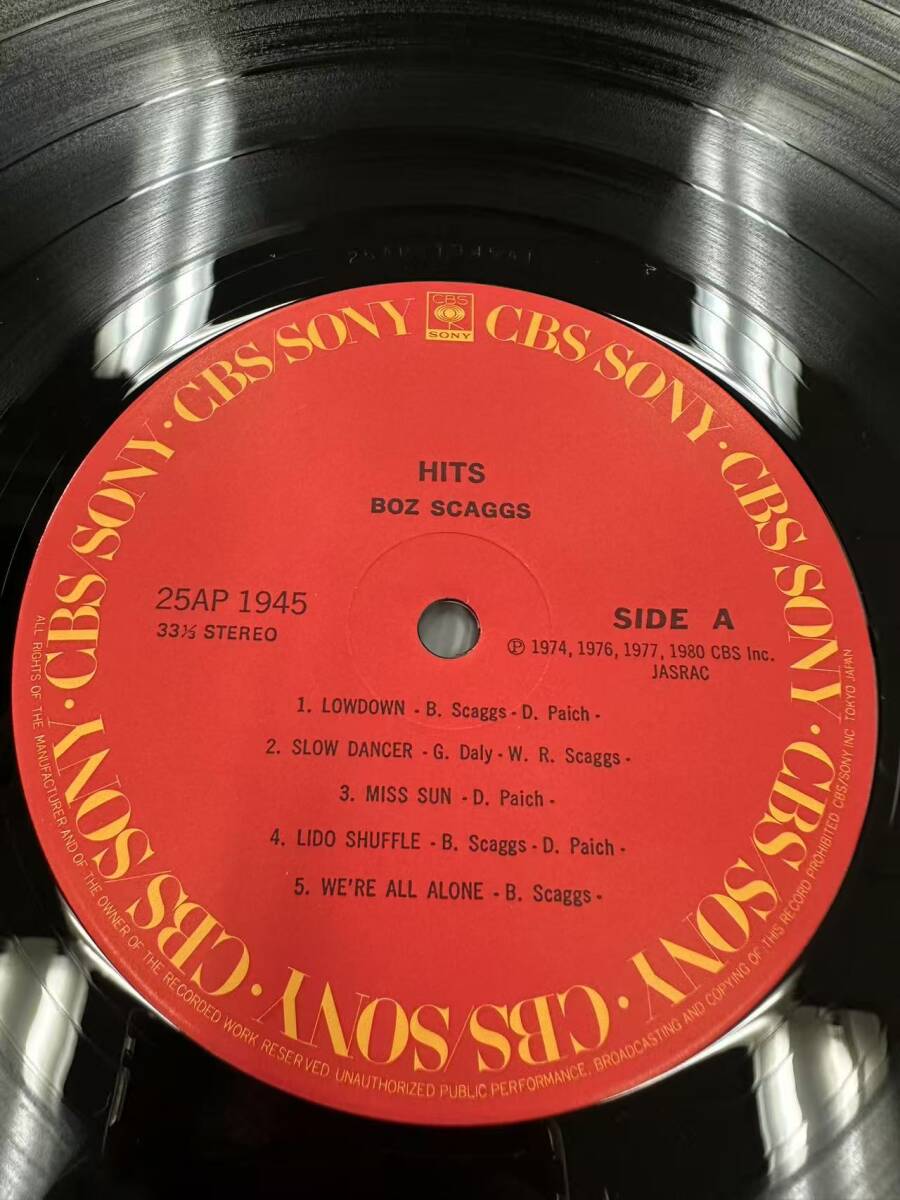 CBS
SONY
CBS/SONY · CBS/SONY · CBS/SONY · CBS/SONY · CBS/SONY · CBS/SONY · CBS/SONY · CBS/SONY · CBS/SONY · CBS/SONY
HITS
BOZ SCAGGS
25AP 1945
33⅓ STEREO
SIDE A
Ⓟ 1974, 1976, 1977, 1980 CBS Inc.
JASRAC
1. LOWDOWN - B. Scaggs - D. Paich -
2. SLOW DANCER - G. Daly - W. R. Scaggs -
3. MISS SUN - D. Paich -
4. LIDO SHUFFLE - B. Scaggs - D. Paich -
5. WE'RE ALL ALONE - B. Scaggs -
ALL RIGHTS OF THE MANUFACTURER AND OF THE OWNER OF THE RECORDED WORK RESERVED UNAUTHORIZED PUBLIC PERFORMANCE, BROADCASTING AND COPYING OF THIS RECORD PROHIBITED CBS/SONY INC TOKYO JAPAN